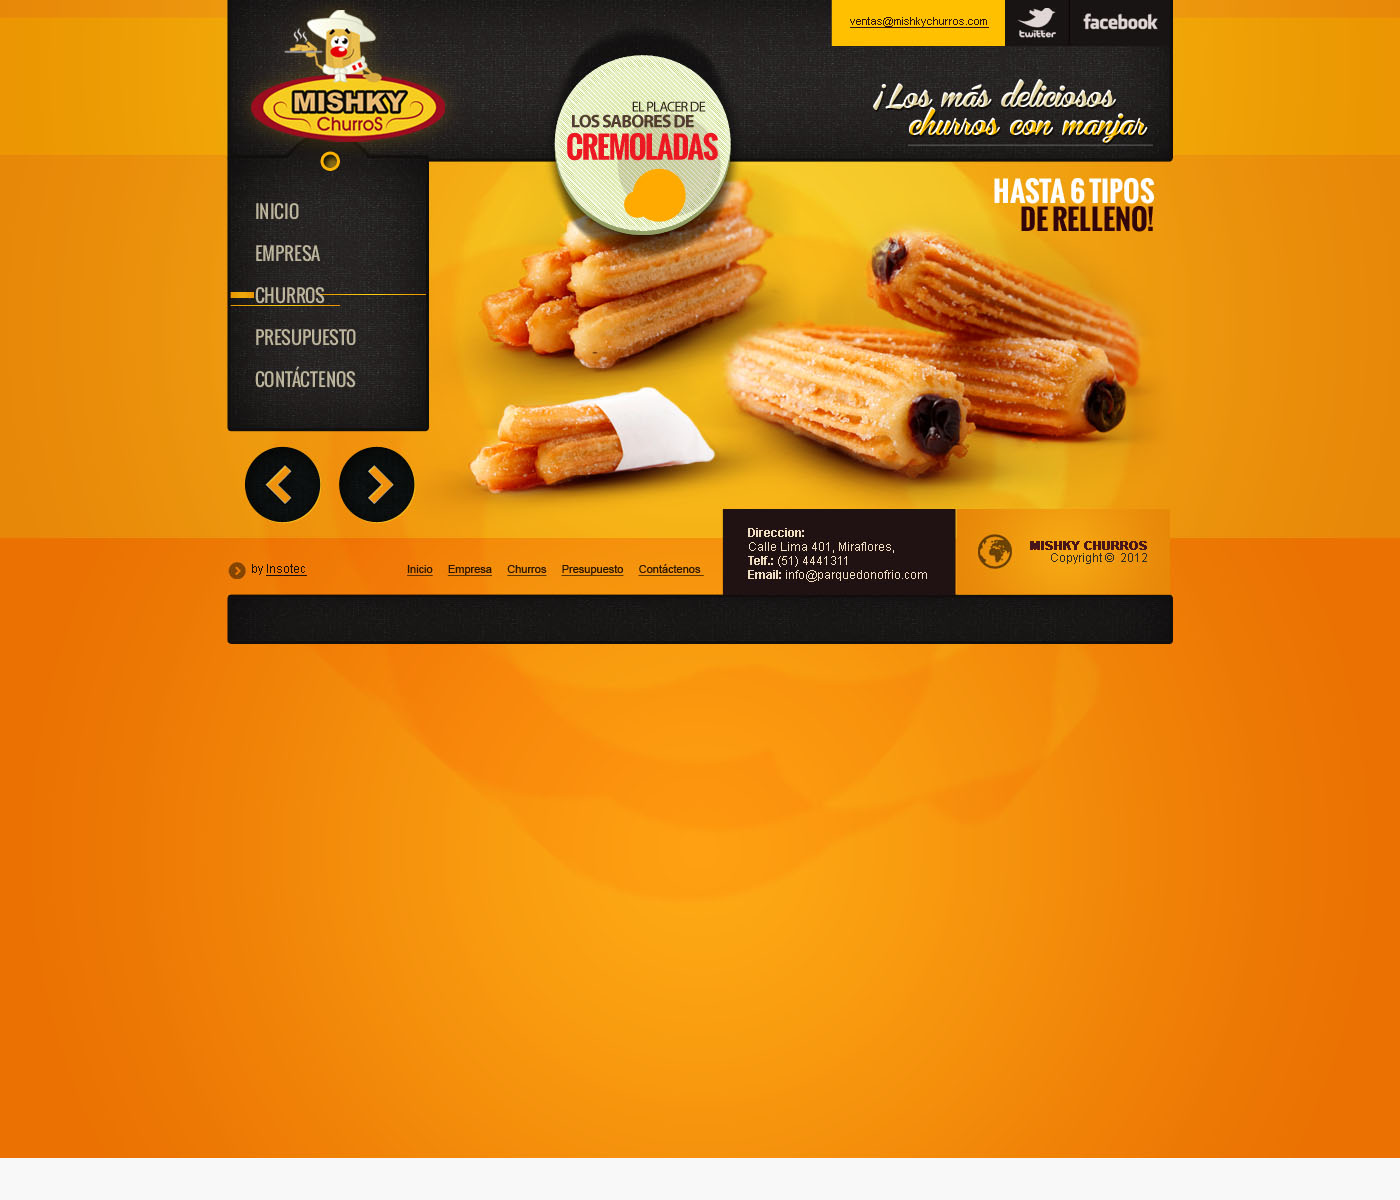 ventas@mishkychurros.com
twitter
facebook
MISHKY
ChurroS
¡Los más deliciosos
churros con manjar
EL PLACER DE
LOS SABORES DE
CREMOLADAS
HASTA 6 TIPOS
DE RELLENO!
INICIO
EMPRESA
CHURROS
PRESUPUESTO
CONTÁCTENOS
Direccion:
Calle Lima 401, Miraflores,
Telf.: (51) 4441311
Email: info@parquedonofrio.com
MISHKY CHURROS
Copyright © 2012
by Insotec
Inicio Empresa Churros Presupuesto Contáctenos